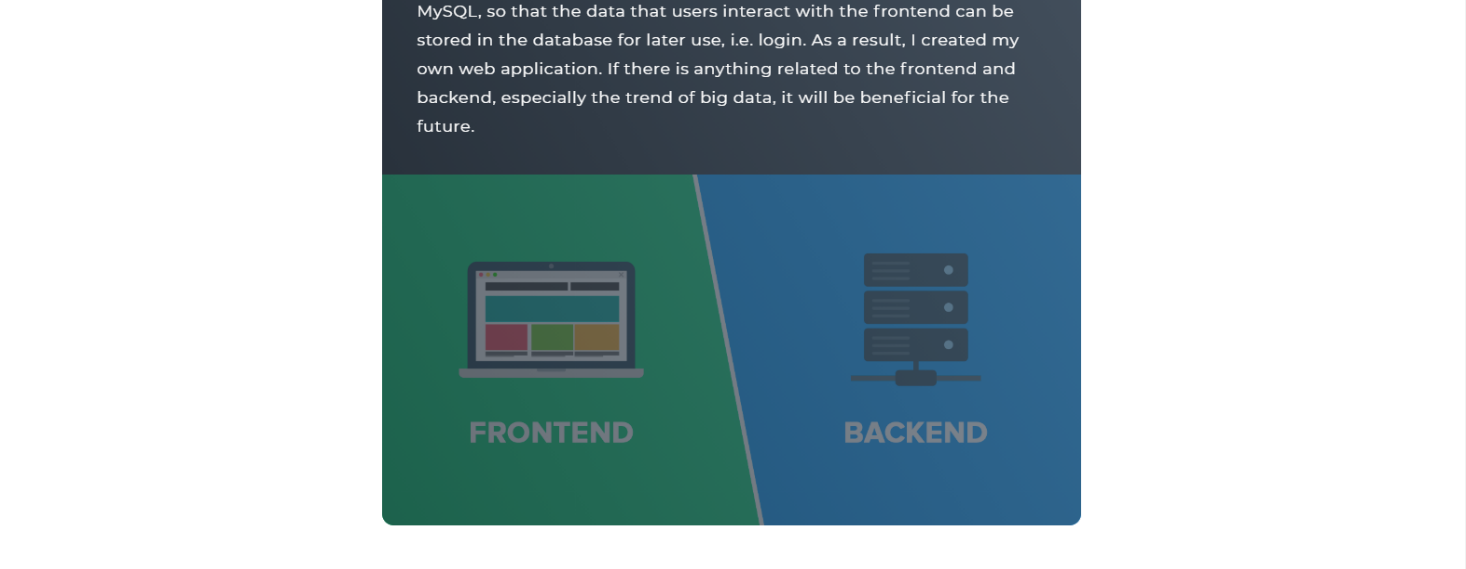 MySQL, so that the data that users interact with the frontend can be
stored in the database for later use, i.e. login. As a result, I created my
own web application. If there is anything related to the frontend and
backend, especially the trend of big data, it will be beneficial for the
future.
FRONTEND
BACKEND